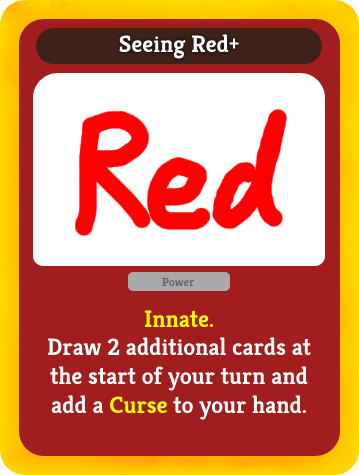 Seeing Red+
Red
Power
Innate.
Draw 2 additional cards at
the start of your turn and
add a Curse to your hand.